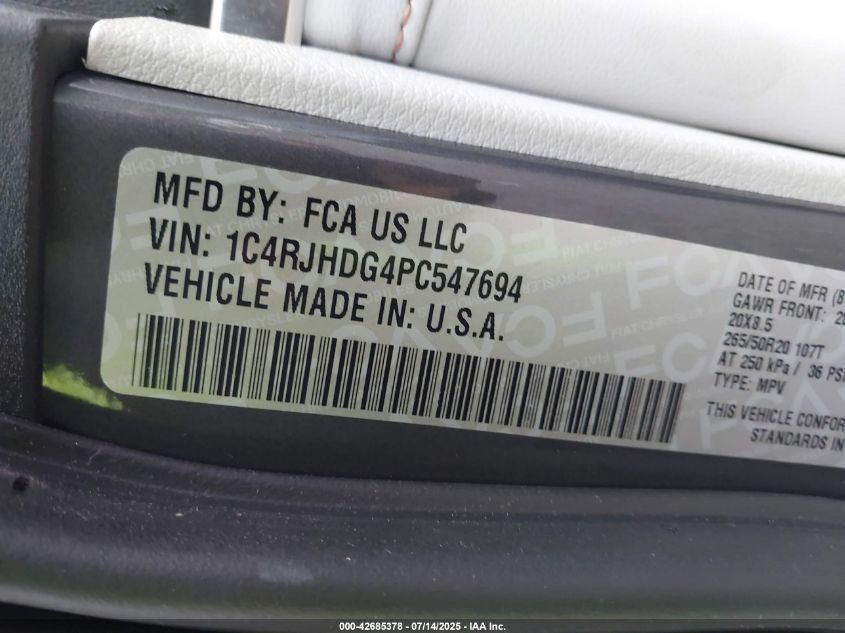 MFD BY: FCA US LLC
VIN: 1C4RJHDG4PC547694
VEHICLE MADE IN: U.S.A.
DATE OF MFR
GAWR FRONT:
20X8.5
265/50R20 107T
AT 250 kPa / 36
TYPE: MPV
THIS VEHICLE
STANDARDS IN
000-42685378 - 07/14/2025 - IAA Inc.